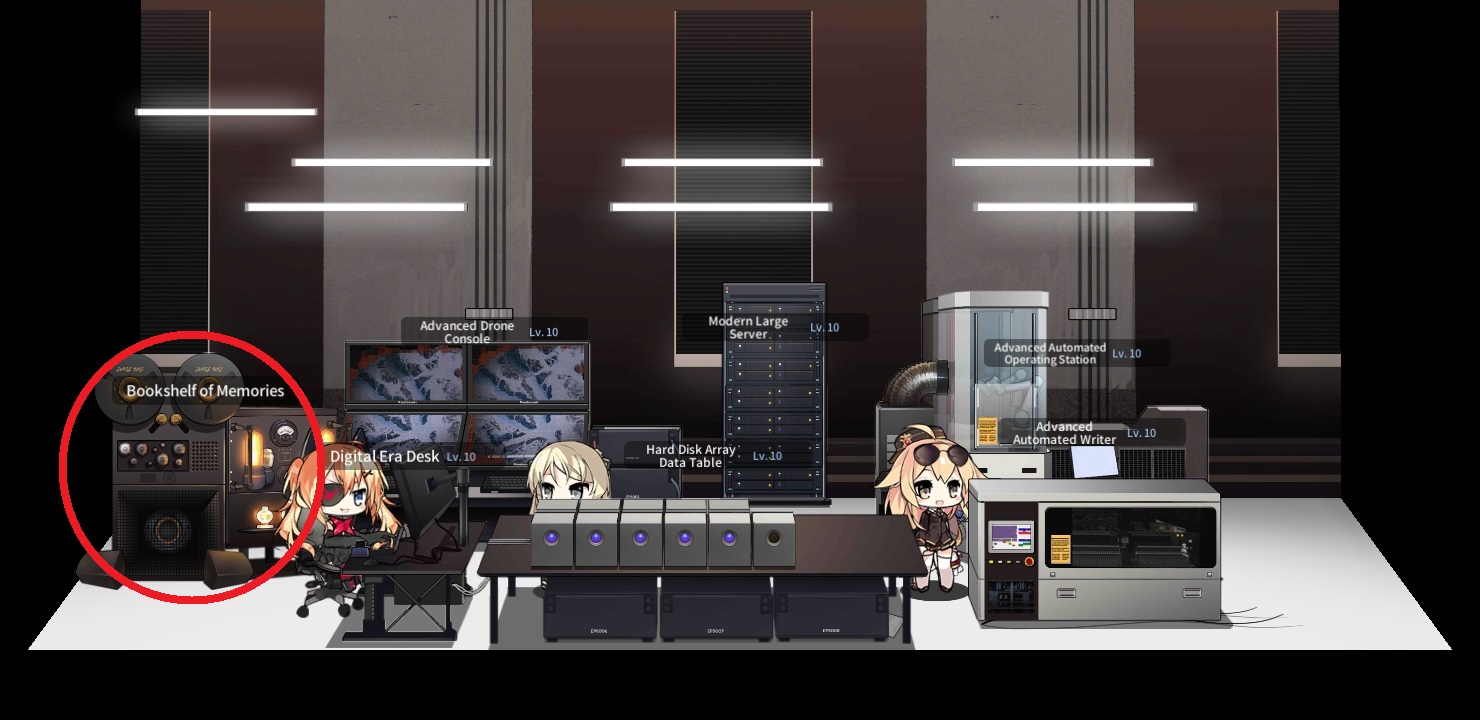 Bookshelf of Memories
Digital Era Desk Lv. 10
Advanced Drone
Console Lv. 10
Hard Disk Array
Data Table Lv.10
Modern Large
Server Lv. 10
Advanced Automated
Operating Station Lv. 10
Advanced
Automated Writer Lv. 10